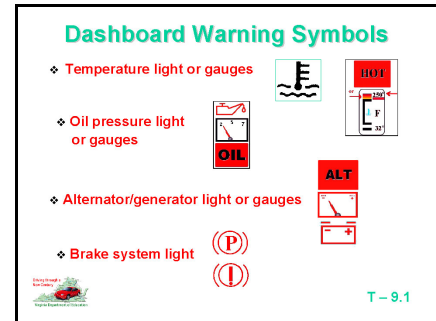 Dashboard Warning Symbols
❖ Temperature light or gauges
HOT
or
250°
F
32°
❖ Oil pressure light
or gauges
OIL
ALT
❖ Alternator/generator light or gauges
- +
❖ Brake system light
(P)
(!)
T – 9.1